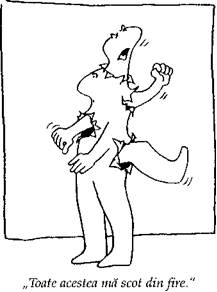 „Toate acestea mă scot din fire.“